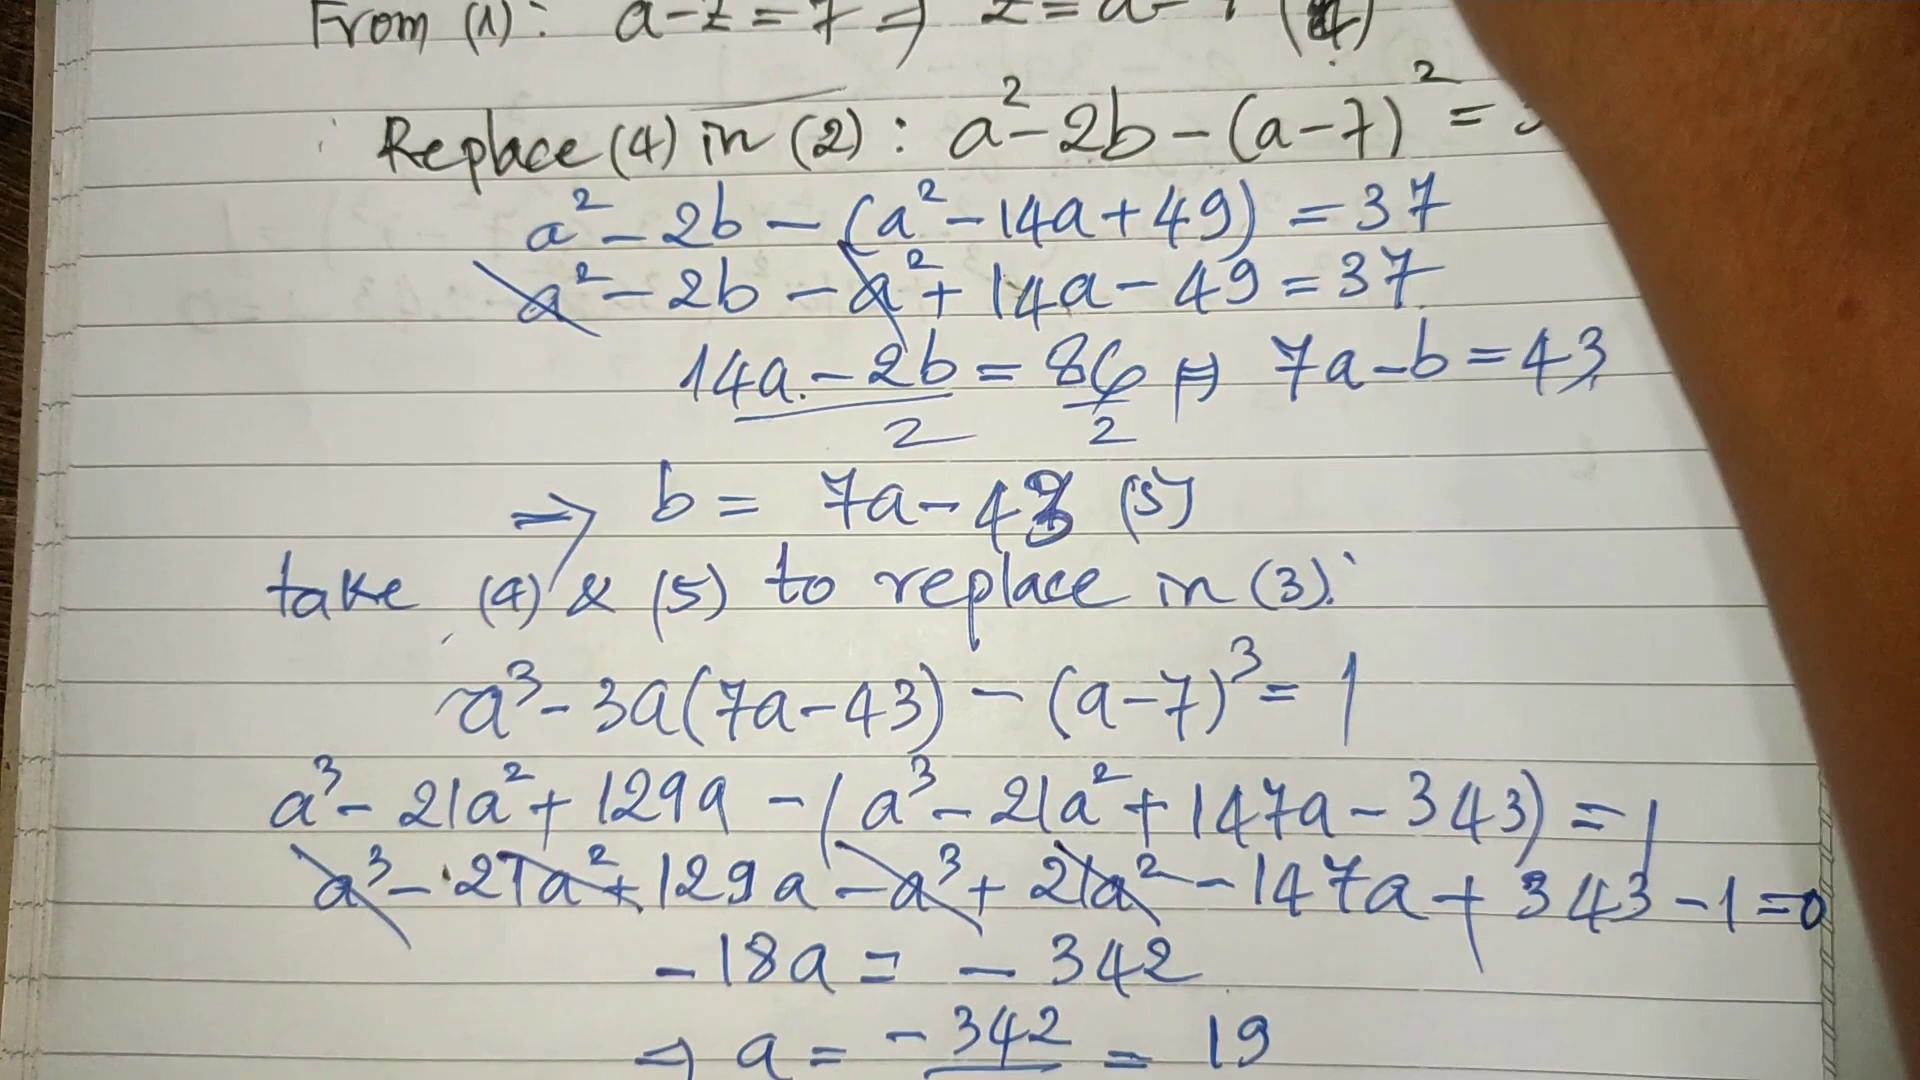 From (1): a-z=7 ⇒ z=a-7 (4)
Replace (4) in (2): a²-2b-(a-7)²=3
a²-2b-(a²-14a+49)=37
a²-2b-a²+14a-49=37
14a-2b=86 ⇒ 7a-b=43
2 2
⇒ b= 7a-43 (5)
take (4) & (5) to replace in (3):
a³-3a(7a-43)-(a-7)³=1
a³-21a²+129a-(a³-21a²+147a-343)=1
a³-21a²+129a-a³+21a²-147a+343-1=0
-18a=-342
⇒ a=-342 = 19